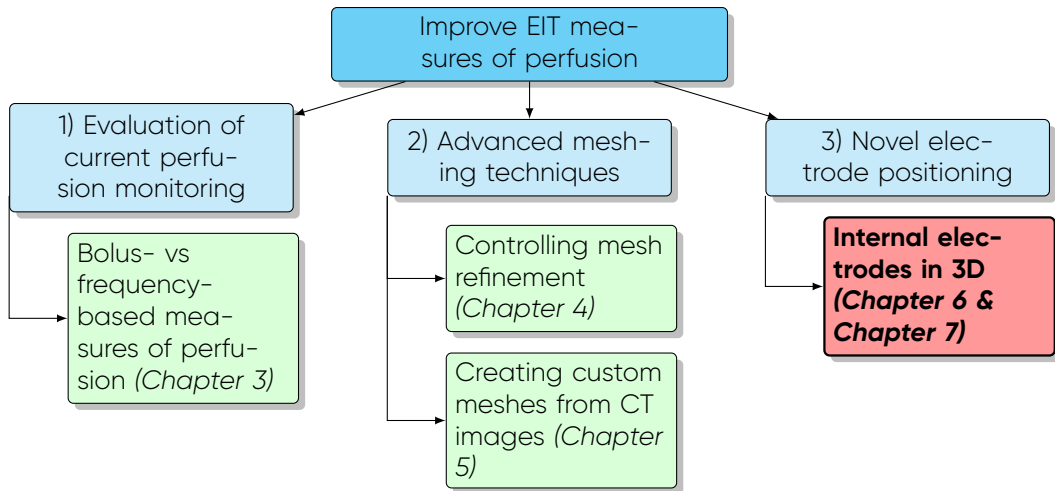 Improve EIT mea-
sures of perfusion
1) Evaluation of
current perfu-
sion monitoring
2) Advanced mesh-
ing techniques
3) Novel elec-
trode positioning
Bolus- vs
frequency-
based mea-
sures of perfu-
sion (Chapter 3)
Controlling mesh
refinement
(Chapter 4)
Creating custom
meshes from CT
images (Chapter
5)
Internal elec-
trodes in 3D
(Chapter 6 &
Chapter 7)